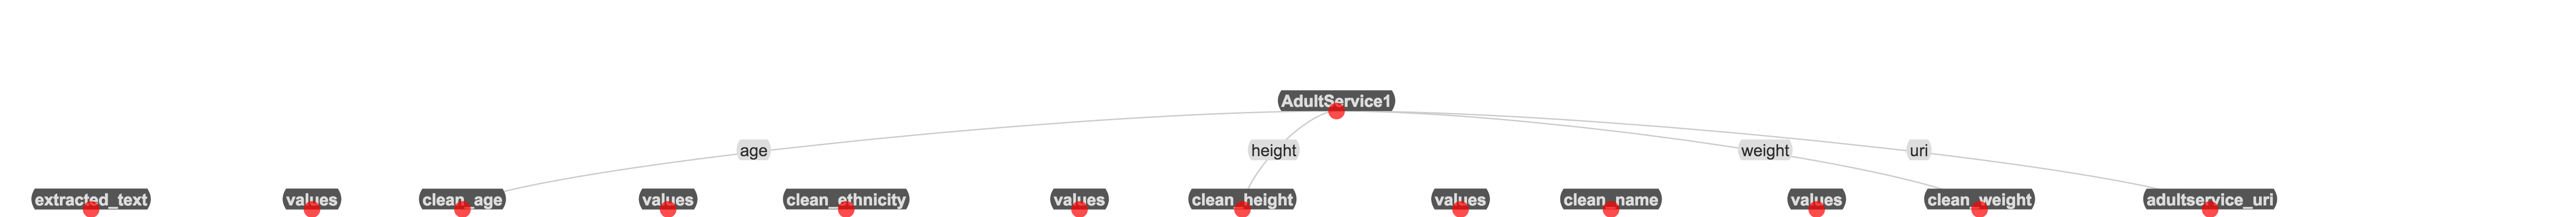 AdultService1
age height weight uri
extracted_text values clean_age values clean_ethnicity values clean_height values clean_name values clean_weight adultservice_uri